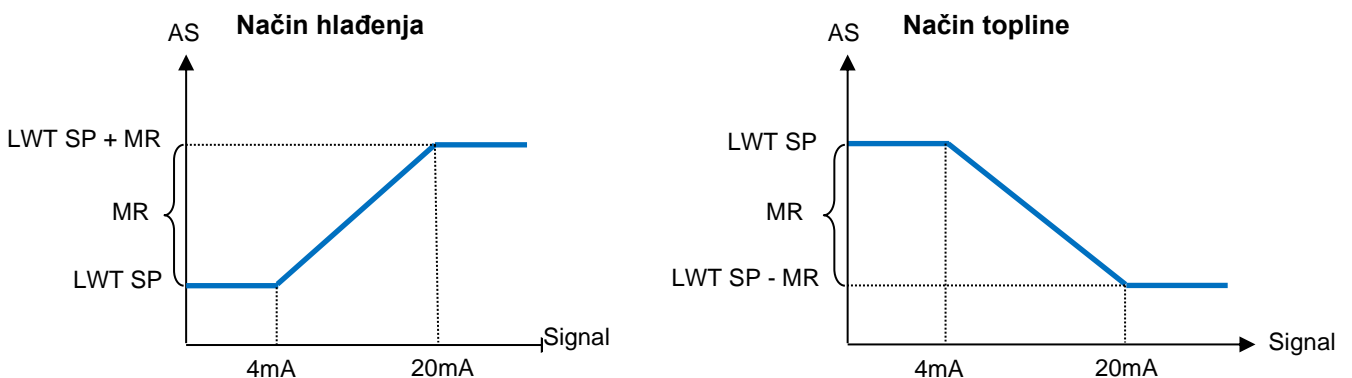 Način hlađenja
AS
LWT SP + MR
MR
LWT SP
Signal
4mA
20mA
Način topline
AS
LWT SP
MR
LWT SP - MR
Signal
4mA
20mA